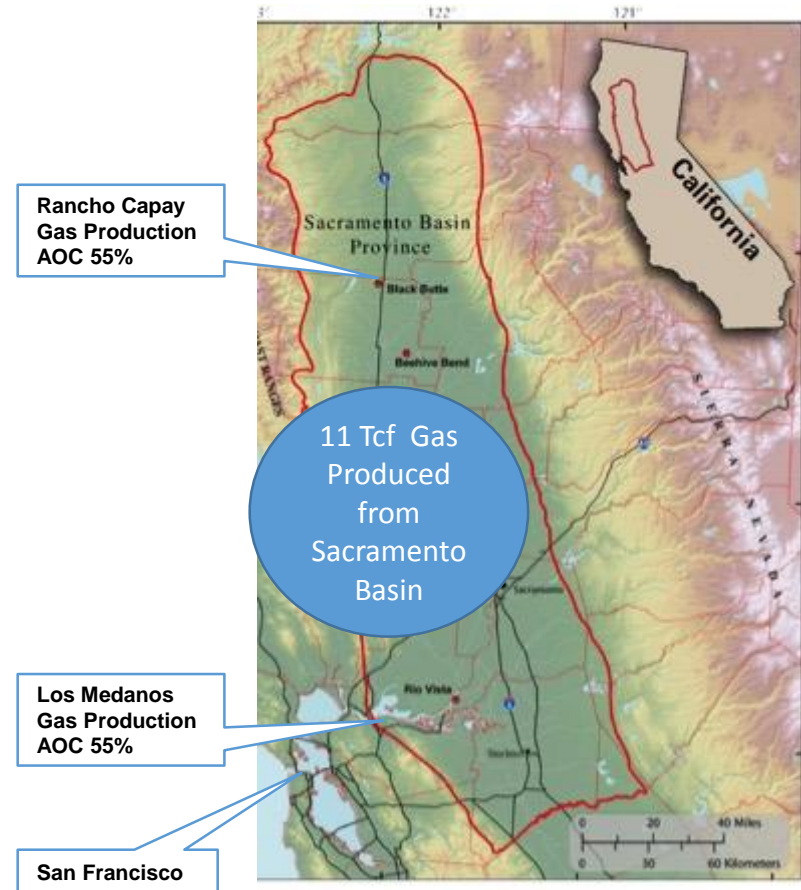 122°
121°
California
Rancho Capay
Gas Production
AOC 55%
Sacramento Basin
Province
Black Butte
Beehive Bend
SIERRA NEVADA
11 Tcf Gas
Produced
from
Sacramento
Basin
Sacramento
Los Medanos
Gas Production
AOC 55%
Rio Vista
Stockton
San Francisco
0 20 40 Miles
0 30 60 Kilometers